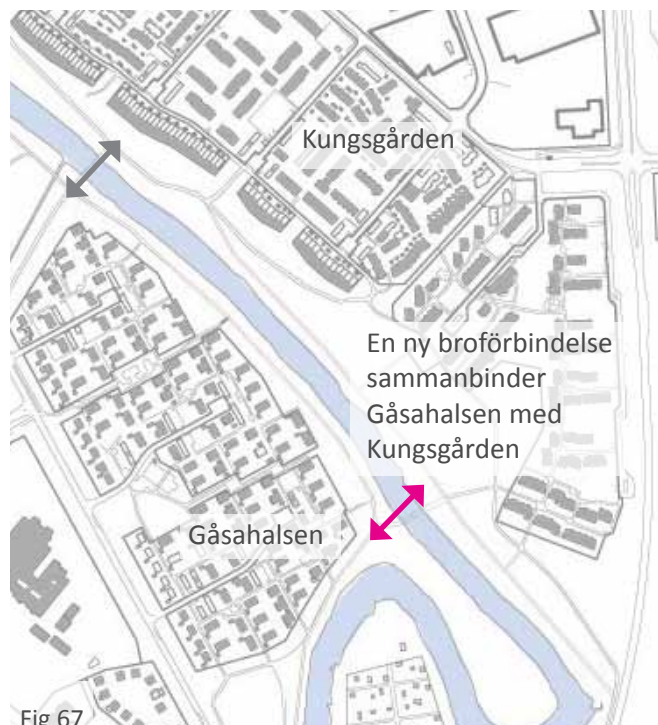 Kungsgården
En ny broförbindelse
sammanbinder
Gåsahalsen med
Kungsgården
Gåsahalsen
Fig 67